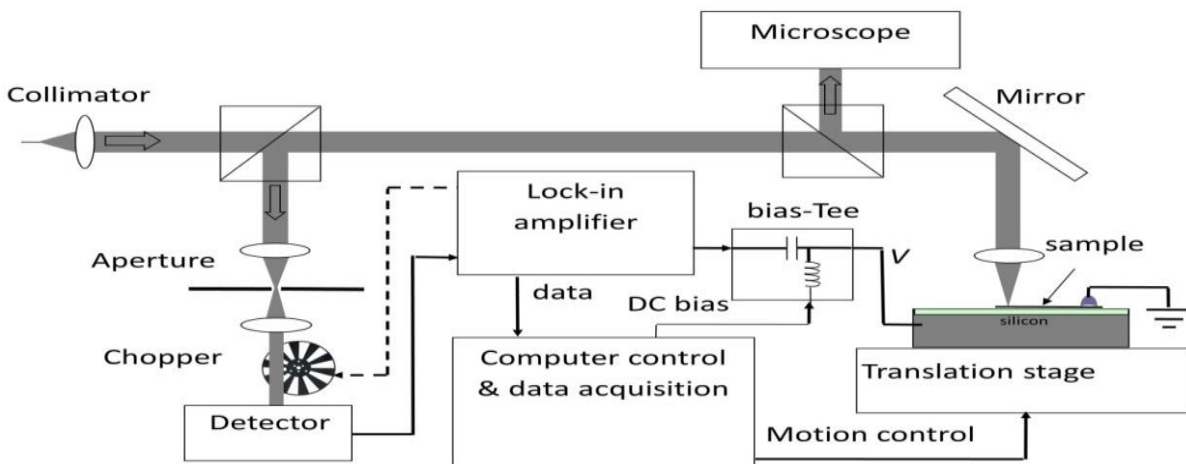 Microscope
Collimator
Mirror
Lock-in
amplifier
bias-Tee
sample
Aperture
V
data
DC bias
silicon
Chopper
Computer control
& data acquisition
Translation stage
Detector
Motion control